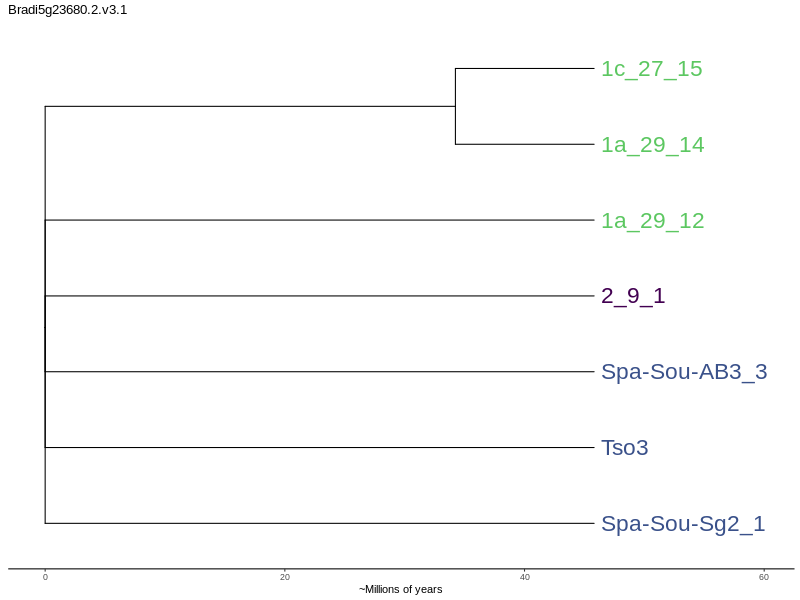 Bradi5g23680.2.v3.1
1c_27_15
1a_29_14
1a_29_12
2_9_1
Spa-Sou-AB3_3
Tso3
Spa-Sou-Sg2_1
0 20 40 60
~Millions of years